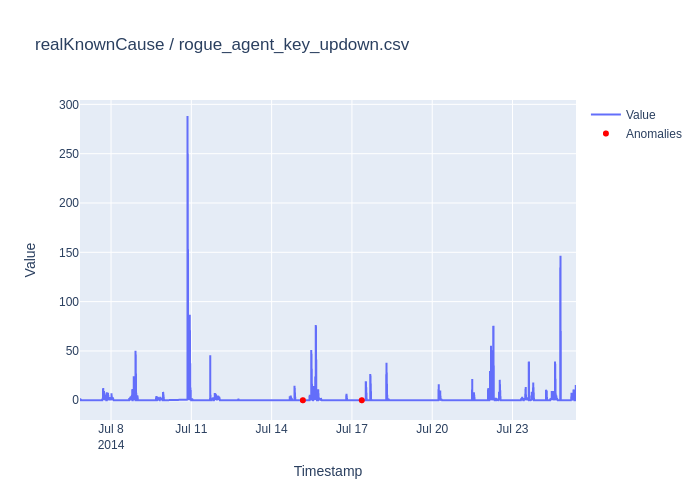 realKnownCause / rogue_agent_key_updown.csv
Value
Anomalies
300
250
200
150
100
50
0
Value
Jul 8
2014
Jul 11
Jul 14
Jul 17
Jul 20
Jul 23
Timestamp